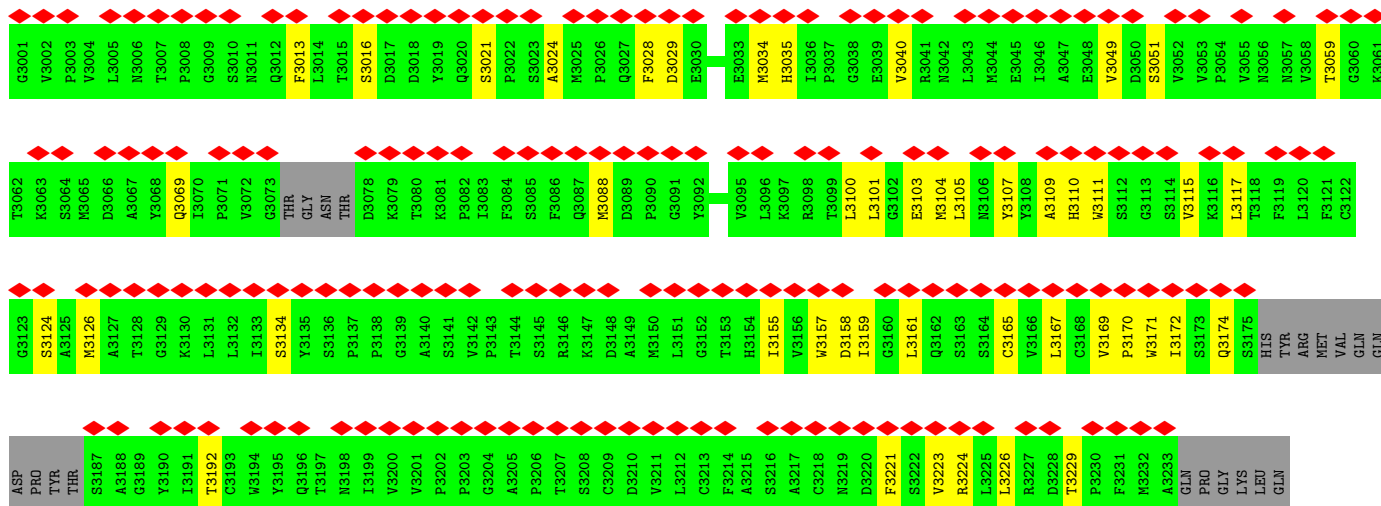 G3001 V3002 P3003 V3004 L3005 N3006 T3007 P3008 G3009 S3010 N3011 Q3012 F3013 L3014 T3015 S3016 D3017 D3018 Y3019 Q3020 S3021 P3022 S3023 A3024 M3025 P3026 Q3027 F3028 D3029 E3030 E3033 M3034 H3035 I3036 P3037 G3038 E3039 V3040 R3041 N3042 L3043 M3044 E3045 I3046 A3047 E3048 V3049 D3050 S3051 V3052 V3053 P3054 V3055 N3056 N3057 V3058 T3059 G3060 K3061
T3062 K3063 S3064 M3065 D3066 A3067 Y3068 Q3069 I3070 P3071 V3072 G3073 THR GLY ASN THR D3078 K3079 T3080 K3081 P3082 I3083 F3084 S3085 F3086 Q3087 M3088 D3089 P3090 G3091 Y3092 V3095 L3096 K3097 R3098 T3099 L3100 L3101 G3102 E3103 M3104 L3105 N3106 Y3107 Y3108 A3109 H3110 W3111 S3112 G3113 S3114 V3115 K3116 L3117 T3118 F3119 L3120 F3121 C3122
G3123 S3124 A3125 M3126 A3127 T3128 G3129 K3130 L3131 L3132 I3133 S3134 Y3135 S3136 P3137 P3138 G3139 A3140 S3141 V3142 P3143 T3144 S3145 R3146 K3147 D3148 A3149 M3150 L3151 G3152 T3153 H3154 I3155 V3156 W3157 D3158 I3159 G3160 L3161 Q3162 S3163 S3164 C3165 V3166 L3167 C3168 V3169 P3170 W3171 I3172 S3173 Q3174 S3175 HIS TYR ARG MET VAL GLN GLN
ASP PRO TYR THR S3187 A3188 G3189 Y3190 I3191 T3192 C3193 W3194 Y3195 Q3196 T3197 N3198 I3199 V3200 V3201 P3202 P3203 G3204 A3205 P3206 T3207 S3208 C3209 D3210 V3211 L3212 C3213 F3214 A3215 S3216 A3217 C3218 N3219 D3220 F3221 S3222 V3223 R3224 L3225 L3226 R3227 D3228 T3229 P3230 F3231 M3232 A3233 GLN PRO GLY LYS LEU GLN